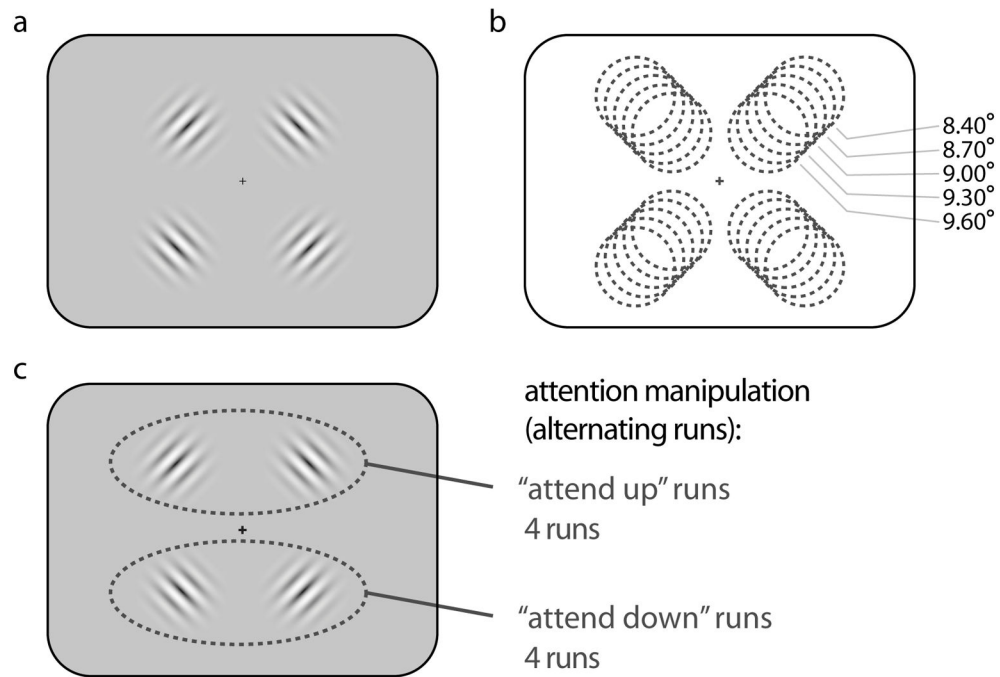 a
b
8.40°
8.70°
9.00°
9.30°
9.60°
c
attention manipulation
(alternating runs):
“attend up” runs
4 runs
“attend down” runs
4 runs